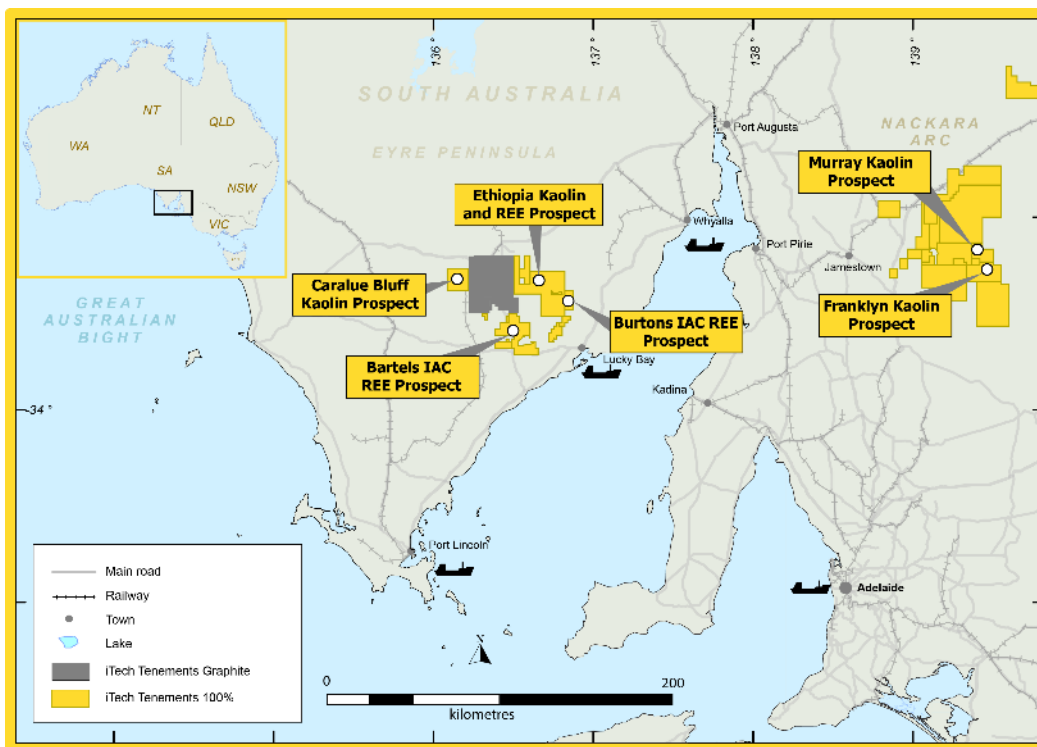 136 °
137
138
139
NT
QLD
WA
SA
NSW
VIC
SOUTH AUSTRALIA
EYRE PENINSULA
NACKARA
ARC
Port Augusta
Murray Kaolin
Prospect
Ethiopia Kaolin
and REE Prospect
Whyalla
Port Pirie
Jamestown
Caralue Bluff
Kaolin Prospect
GREAT
AUSTRALIAN
BIGHT
Franklyn Kaolin
Prospect
Burtons IAC REE
Prospect
Bartels IAC
REE Prospect
Lucky Bay
Kadina
-34 °
Port Lincoln
Adelaide
Main road
Railway
Town
Lake
iTech Tenements Graphite
iTech Tenements 100%
0
200
kilometres